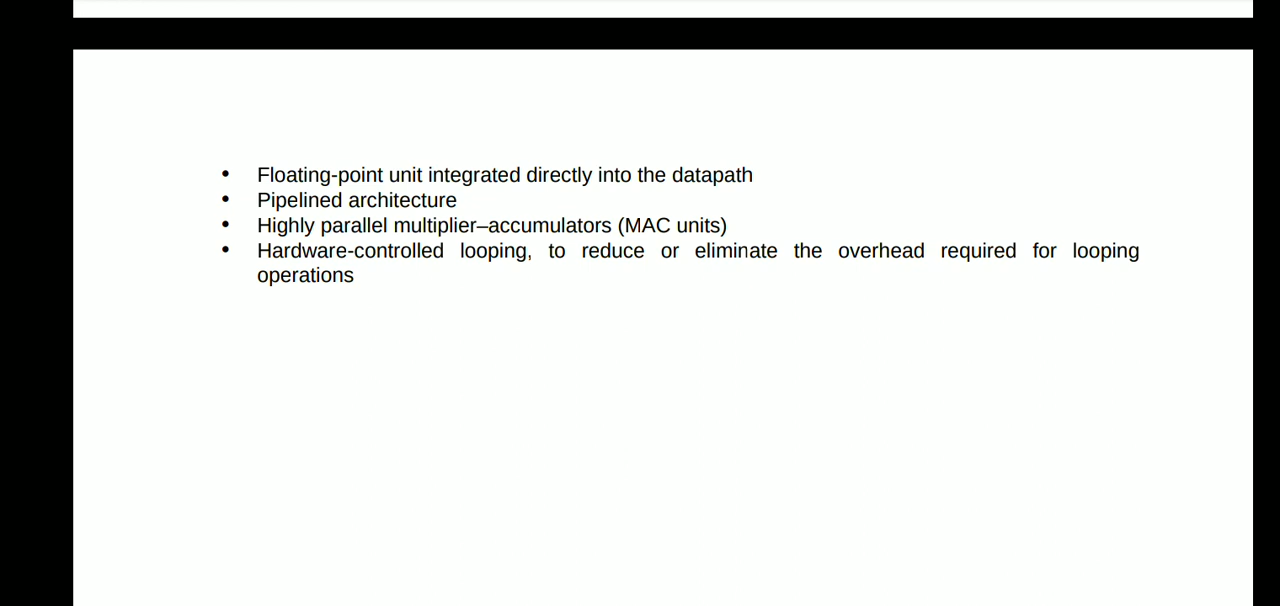 • Floating-point unit integrated directly into the datapath
• Pipelined architecture
• Highly parallel multiplier–accumulators (MAC units)
• Hardware-controlled looping, to reduce or eliminate the overhead required for looping
operations